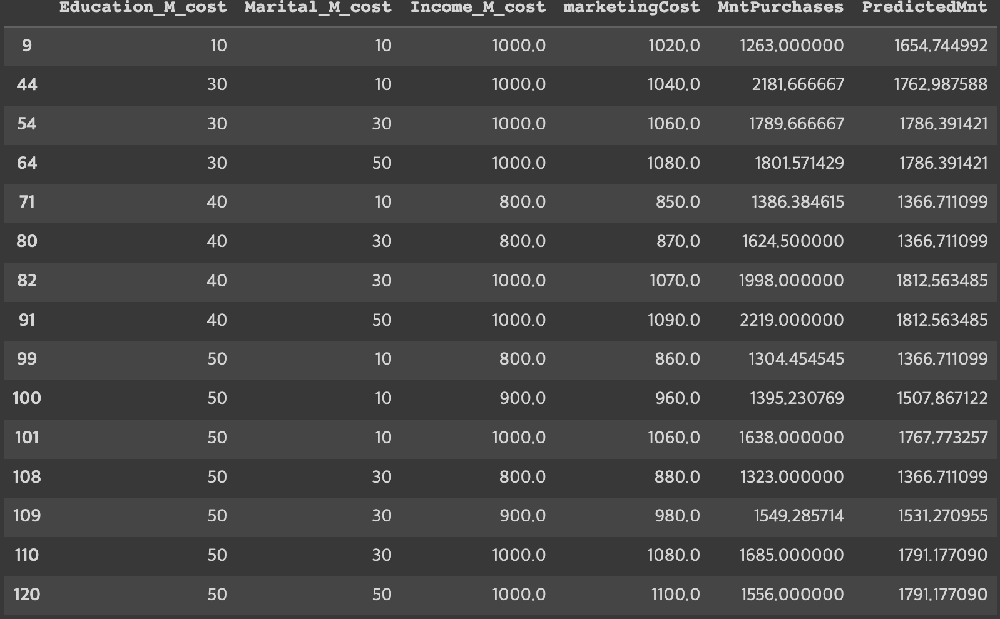 Education_M_cost Marital_M_cost Income_M_cost marketingCost MntPurchases PredictedMnt
9 10 10 1000.0 1020.0 1263.000000 1654.744992
44 30 10 1000.0 1040.0 2181.666667 1762.987588
54 30 30 1000.0 1060.0 1789.666667 1786.391421
64 30 50 1000.0 1080.0 1801.571429 1786.391421
71 40 10 800.0 850.0 1386.384615 1366.711099
80 40 30 800.0 870.0 1624.500000 1366.711099
82 40 30 1000.0 1070.0 1998.000000 1812.563485
91 40 50 1000.0 1090.0 2219.000000 1812.563485
99 50 10 800.0 860.0 1304.454545 1366.711099
100 50 10 900.0 960.0 1395.230769 1507.867122
101 50 10 1000.0 1060.0 1638.000000 1767.773257
108 50 30 800.0 880.0 1323.000000 1366.711099
109 50 30 900.0 980.0 1549.285714 1531.270955
110 50 30 1000.0 1080.0 1685.000000 1791.177090
120 50 50 1000.0 1100.0 1556.000000 1791.177090